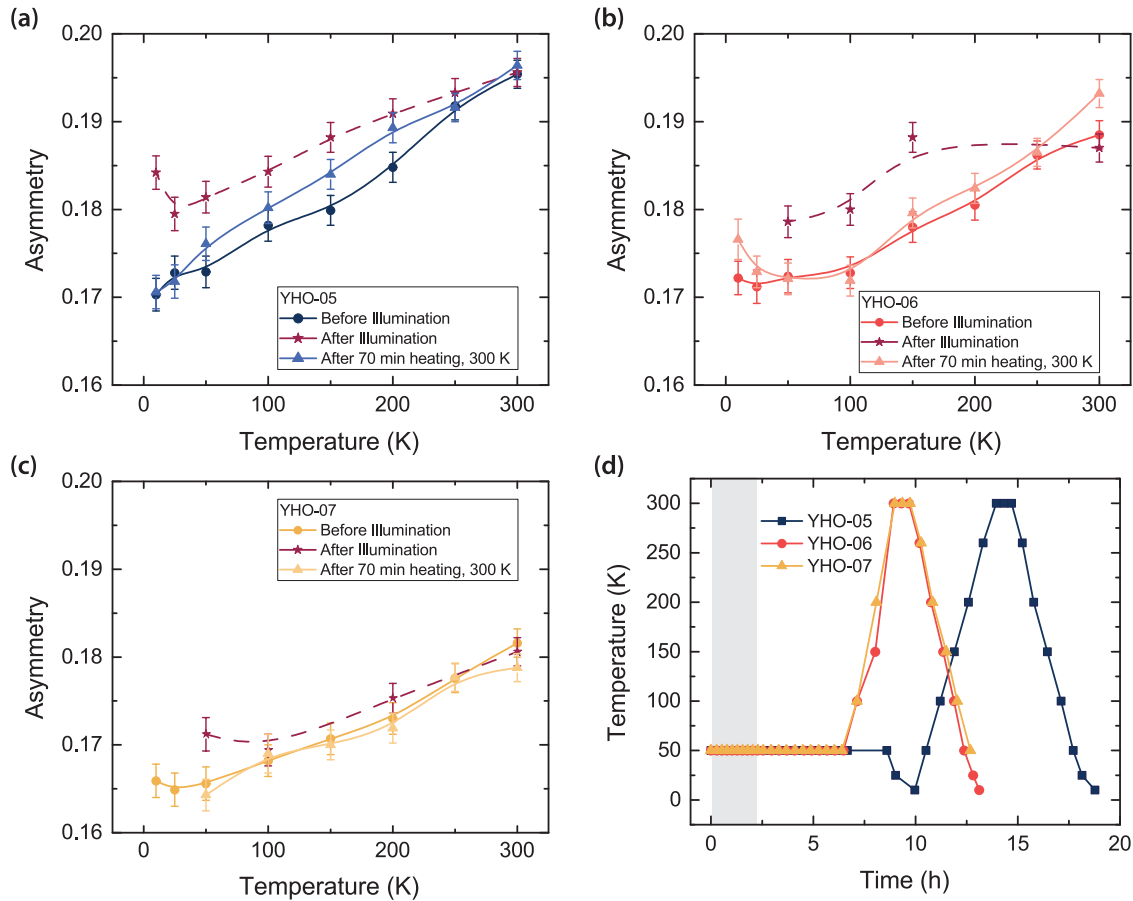 (a)
0.20
0.19
0.18
0.17
0.16
Asymmetry
YHO-05
Before Illumination
After Illumination
After 70 min heating, 300 K
0
100
200
300
Temperature (K)
(b)
0.20
0.19
0.18
0.17
0.16
Asymmetry
YHO-06
Before Illumination
After Illumination
After 70 min heating, 300 K
0
100
200
300
Temperature (K)
(c)
0.20
0.19
0.18
0.17
0.16
Asymmetry
YHO-07
Before Illumination
After Illumination
After 70 min heating, 300 K
0
100
200
300
Temperature (K)
(d)
300
250
200
150
100
50
0
Temperature (K)
YHO-05
YHO-06
YHO-07
0
5
10
15
20
Time (h)